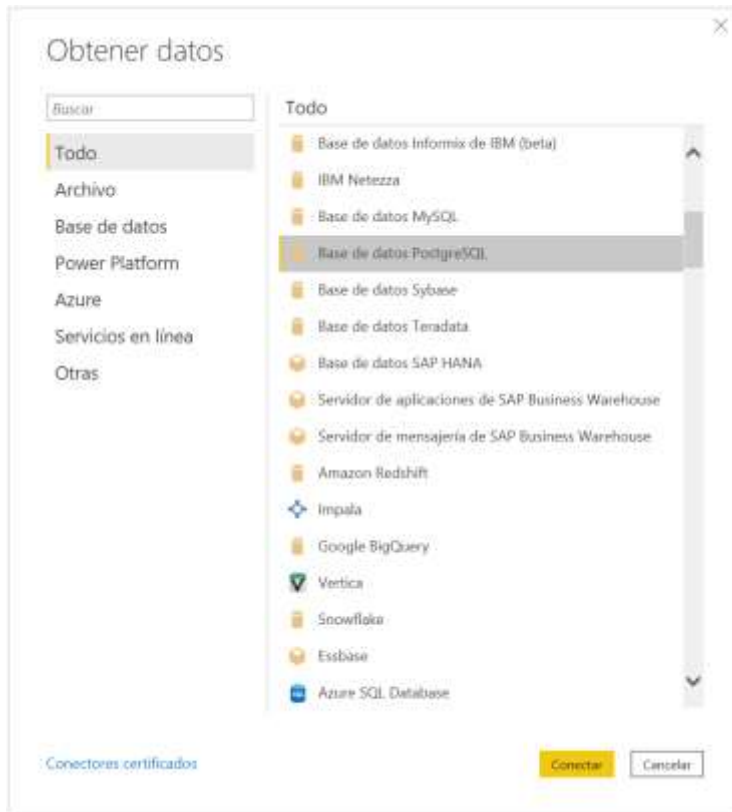 Obtener datos
Buscar
Todo
Archivo
Base de datos
Power Platform
Azure
Servicios en línea
Otras
Todo
Base de datos Informix de IBM (beta)
IBM Netezza
Base de datos MySQL
Base de datos PostgreSQL
Base de datos Sybase
Base de datos Teradata
Base de datos SAP HANA
Servidor de aplicaciones de SAP Business Warehouse
Servidor de mensajería de SAP Business Warehouse
Amazon Redshift
Impala
Google BigQuery
Vertica
Snowflake
Essbase
Azure SQL Database
Conectores certificados
Conectar
Cancelar